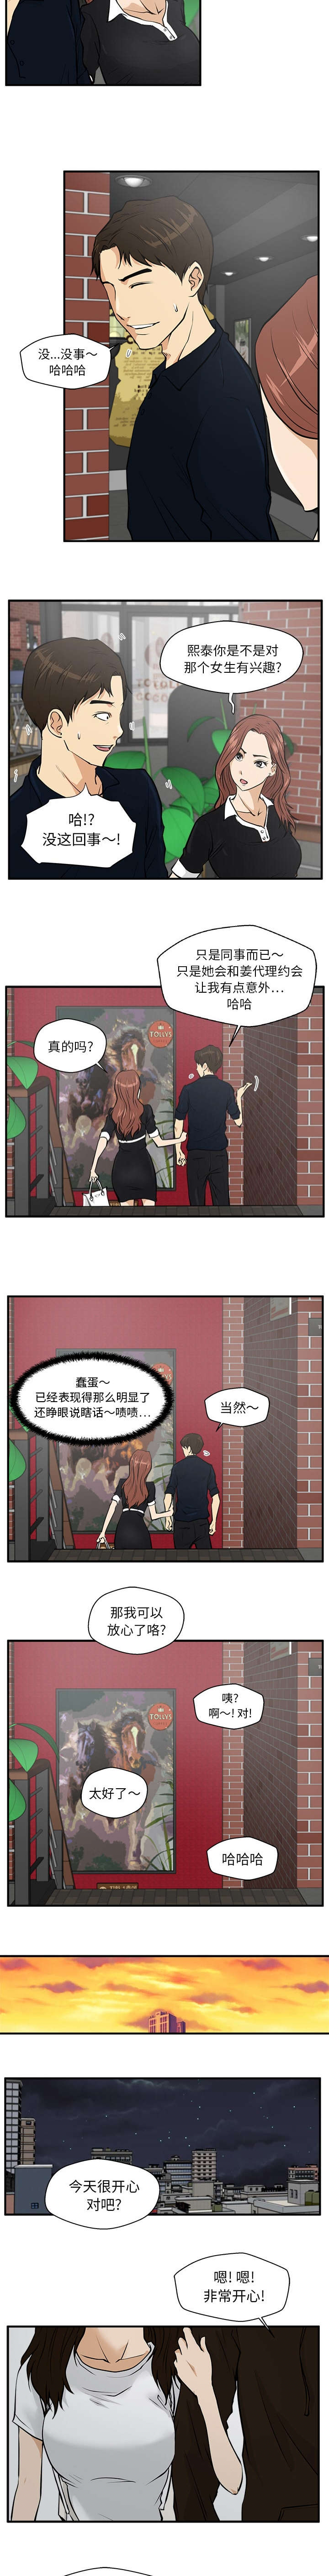 没...没事～
哈哈哈
熙泰你是不是对
那个女生有兴趣?
哈!?
没这回事～!
只是同事而已～
只是她会和姜代理约会
让我有点意外...
哈哈
真的吗?
TOLLYS
蠢蛋～
已经表现得那么明显了
还睁眼说瞎话～啧啧...
当然～
那我可以
放心了咯?
咦?
啊～! 对!
TOLLYS
太好了～
哈哈哈
今天很开心
对吧?
嗯! 嗯!
非常开心!